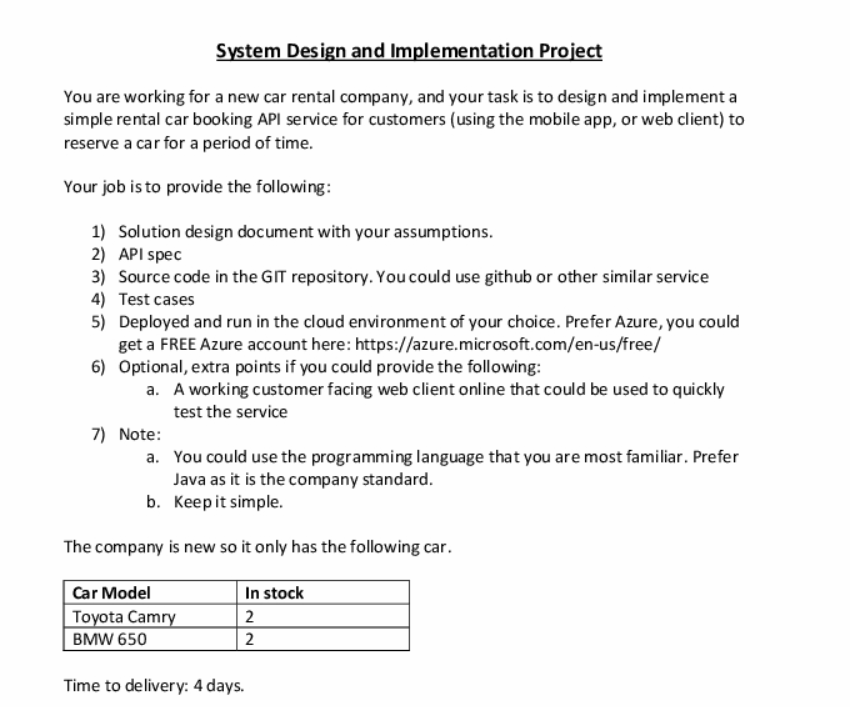 System Design and Implementation Project
You are working for a new car rental company, and your task is to design and implement a
simple rental car booking API service for customers (using the mobile app, or web client) to
reserve a car for a period of time.
Your job is to provide the following:
1) Solution design document with your assumptions.
2) API spec
3) Source code in the GIT repository. You could use github or other similar service
4) Test cases
5) Deployed and run in the cloud environment of your choice. Prefer Azure, you could
get a FREE Azure account here: https://azure.microsoft.com/en-us/free/
6) Optional, extra points if you could provide the following:
a. A working customer facing web client online that could be used to quickly
test the service
7) Note:
a. You could use the programming language that you are most familiar. Prefer
Java as it is the company standard.
b. Keep it simple.
The company is new so it only has the following car.
Car Model In stock
Toyota Camry 2
BMW 650 2
Time to delivery: 4 days.